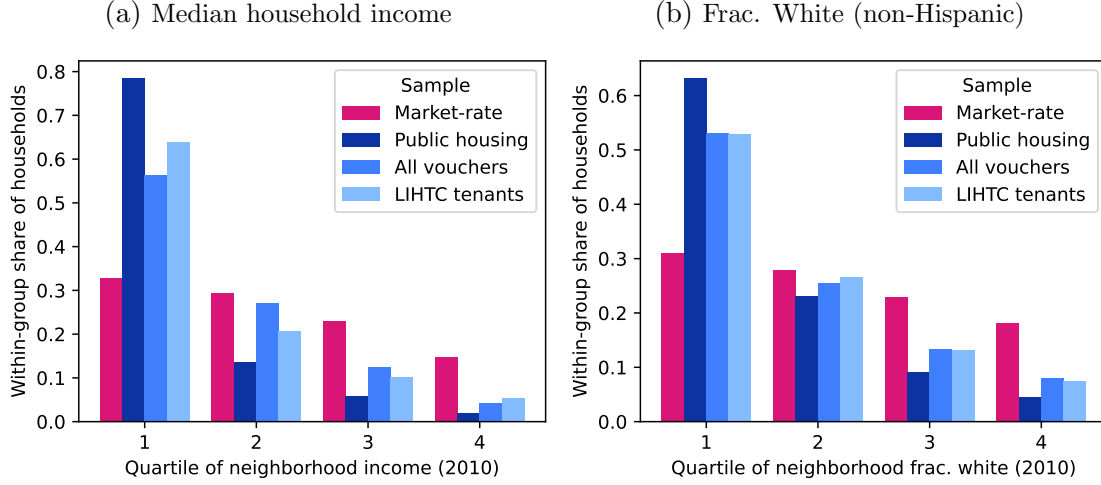 (a) Median household income
Within-group share of households
0.8
0.7
0.6
0.5
0.4
0.3
0.2
0.1
0.0
Sample
Market-rate
Public housing
All vouchers
LIHTC tenants
1 2 3 4
Quartile of neighborhood income (2010)
(b) Frac. White (non-Hispanic)
Within-group share of households
0.6
0.5
0.4
0.3
0.2
0.1
0.0
Sample
Market-rate
Public housing
All vouchers
LIHTC tenants
1 2 3 4
Quartile of neighborhood frac. white (2010)